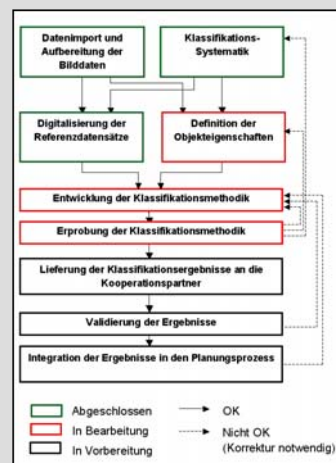 Datenimport und
Aufbereitung der
Bilddaten
Klassifikations-
Systematik
Digitalisierung der
Referenzdatensätze
Definition der
Objekteigenschaften
Entwicklung der Klassifikationsmethodik
Erprobung der Klassifikationsmethodik
Lieferung der Klassifikationsergebnisse an die
Kooperationspartner
Validierung der Ergebnisse
Integration der Ergebnisse in den Planungsprozess
Abgeschlossen
OK
In Bearbeitung
Nicht OK
(Korrektur notwendig)
In Vorbereitung